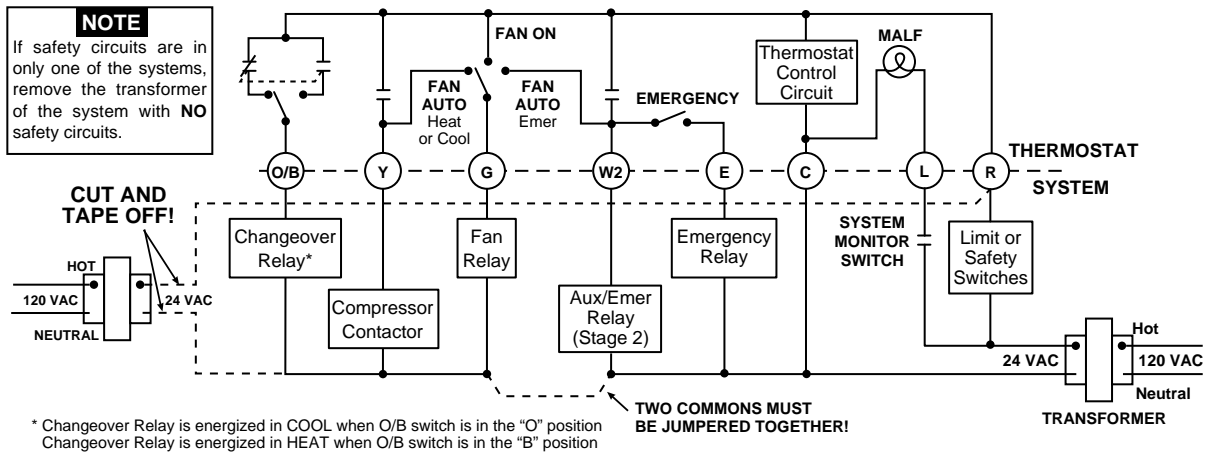 NOTE
If safety circuits are in
only one of the systems,
remove the transformer
of the system with NO
safety circuits.
FAN ON
FAN
AUTO
Heat
or Cool
FAN
AUTO
Emer
EMERGENCY
Thermostat
Control
Circuit
MALF
O/B
Y
G
W2
E
C
L
R
THERMOSTAT
SYSTEM
CUT AND
TAPE OFF!
HOT
120 VAC
24 VAC
NEUTRAL
Changeover
Relay*
Compressor
Contactor
Fan
Relay
Aux/Emer
Relay
(Stage 2)
Emergency
Relay
SYSTEM
MONITOR
SWITCH
Limit or
Safety
Switches
24 VAC
Hot
120 VAC
Neutral
TRANSFORMER
TWO COMMONS MUST
BE JUMPERED TOGETHER!
* Changeover Relay is energized in COOL when O/B switch is in the “O” position
Changeover Relay is energized in HEAT when O/B switch is in the “B” position